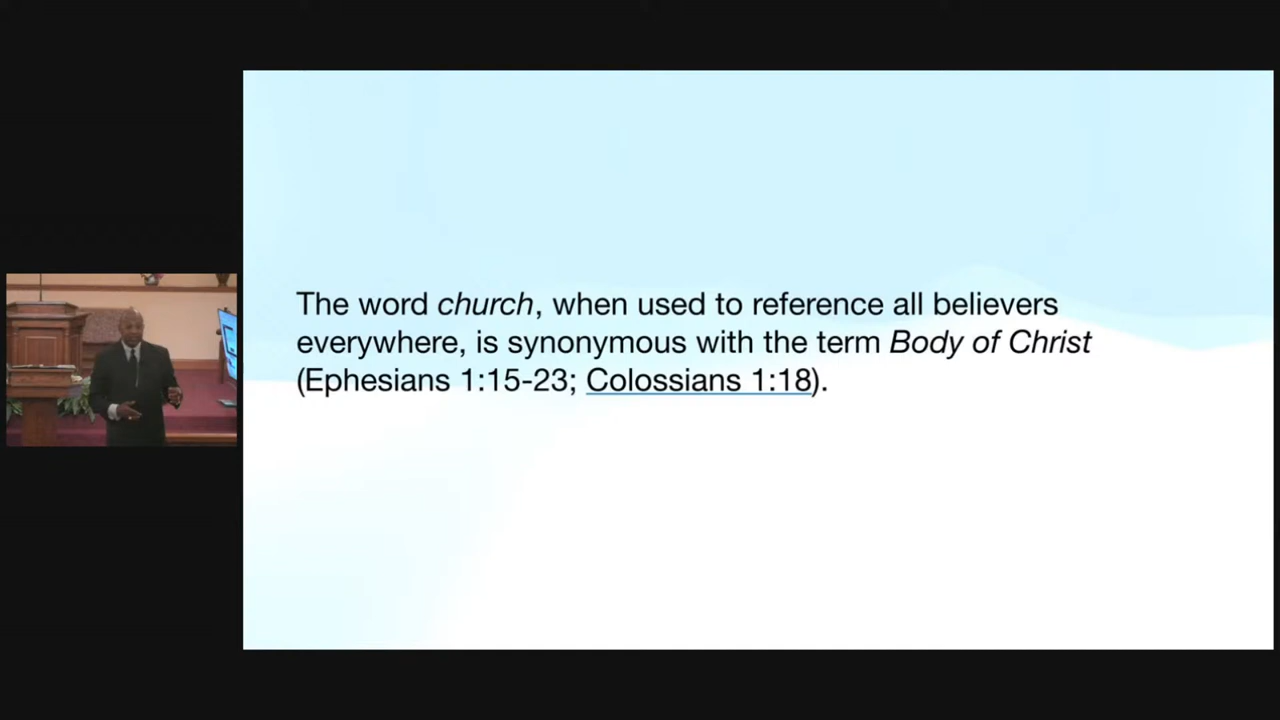 The word church, when used to reference all believers
everywhere, is synonymous with the term Body of Christ
(Ephesians 1:15-23; Colossians 1:18).